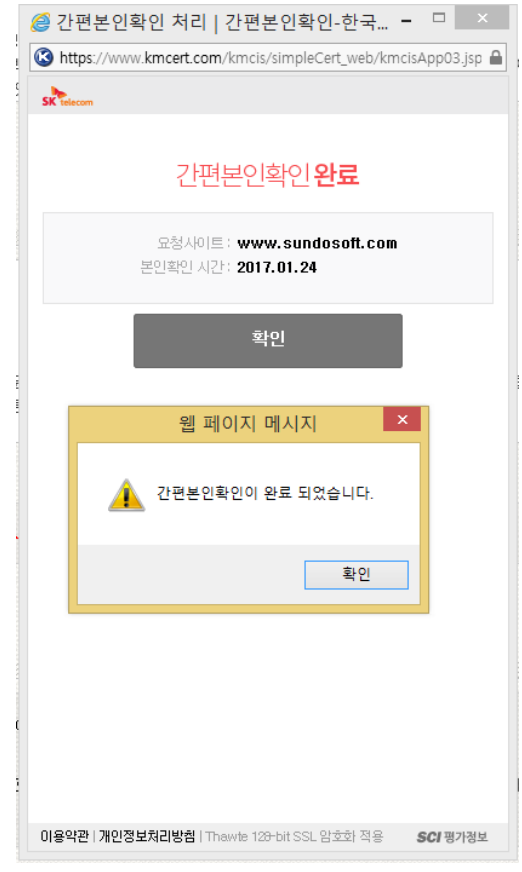 간편본인확인 처리 | 간편본인확인-한국...
https://www.kmcert.com/kmcis/simpleCert_web/kmcisApp03.jsp
SK telecom
간편본인확인 완료
요청사이트 : www.sundosoft.com
본인확인 시간 : 2017.01.24
확인
웹 페이지 메시지
간편본인확인이 완료 되었습니다.
확인
이용약관 | 개인정보처리방침 | Thawte 128-bit SSL 암호화 적용 SCI 평가정보